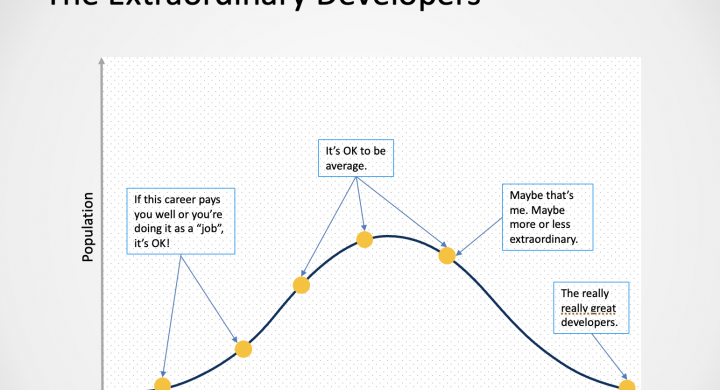 The Extraordinary Developers
It's OK to be
average.
Maybe that's
me. Maybe
more or less
extraordinary.
If this career pays
you well or you're
doing it as a "job",
it's OK!
Population
The really
really great
developers.